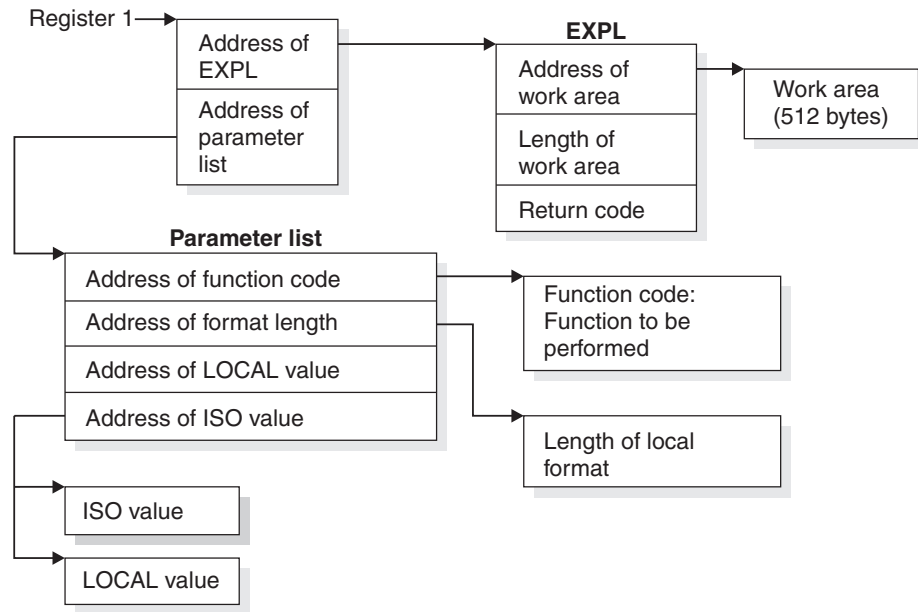 Register 1
Address of
EXPL
Address of
parameter
list
EXPL
Address of
work area
Length of
work area
Return code
Work area
(512 bytes)
Parameter list
Address of function code
Address of format length
Address of LOCAL value
Address of ISO value
Function code:
Function to be
performed
Length of local
format
ISO value
LOCAL value